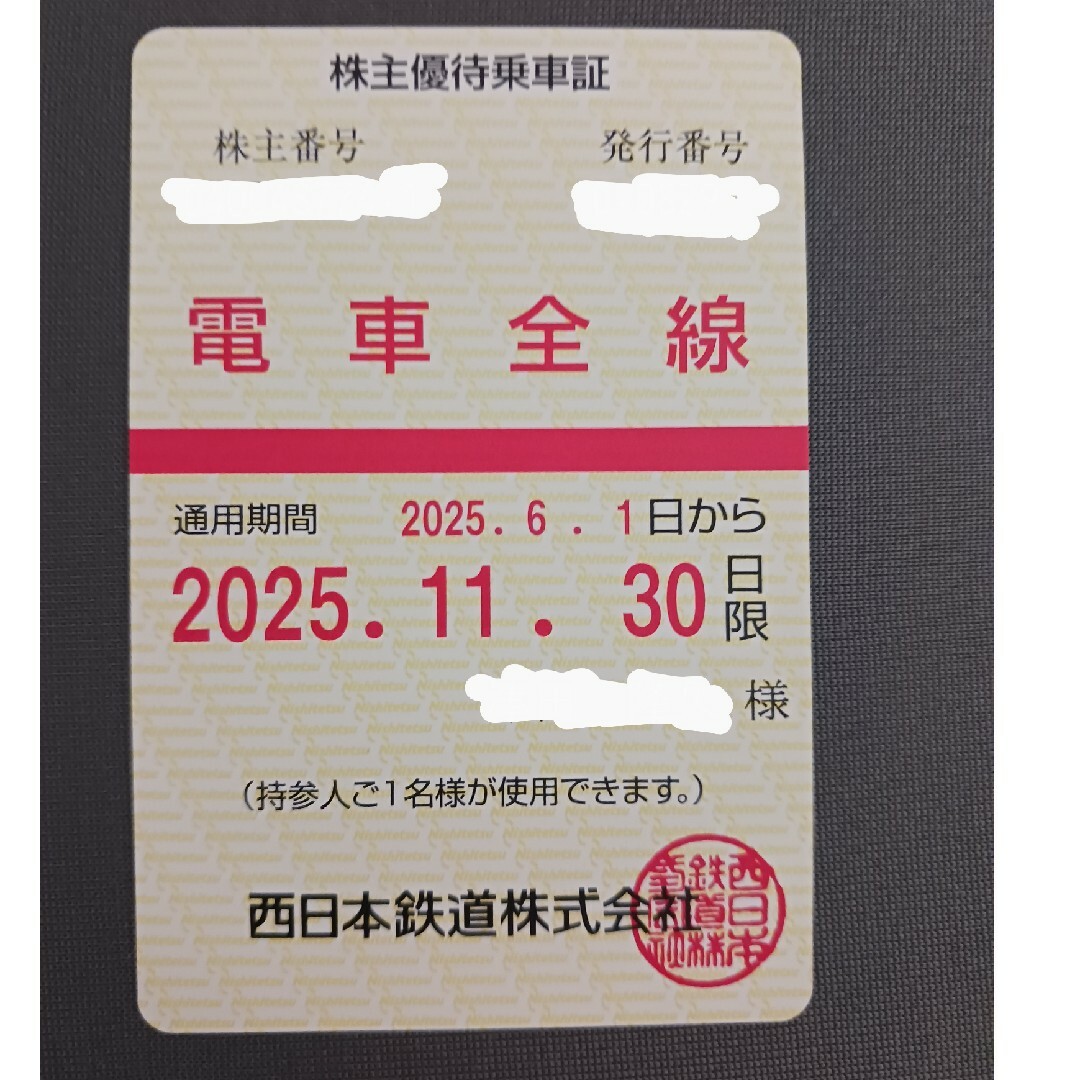 株主優待乗車証
株主番号 発行番号
電車全線
通用期間 2025. 6 . 1日から
2025. 11 . 30日限
様
(持参人ご1名様が使用できます。)
西日本鉄道株式会社